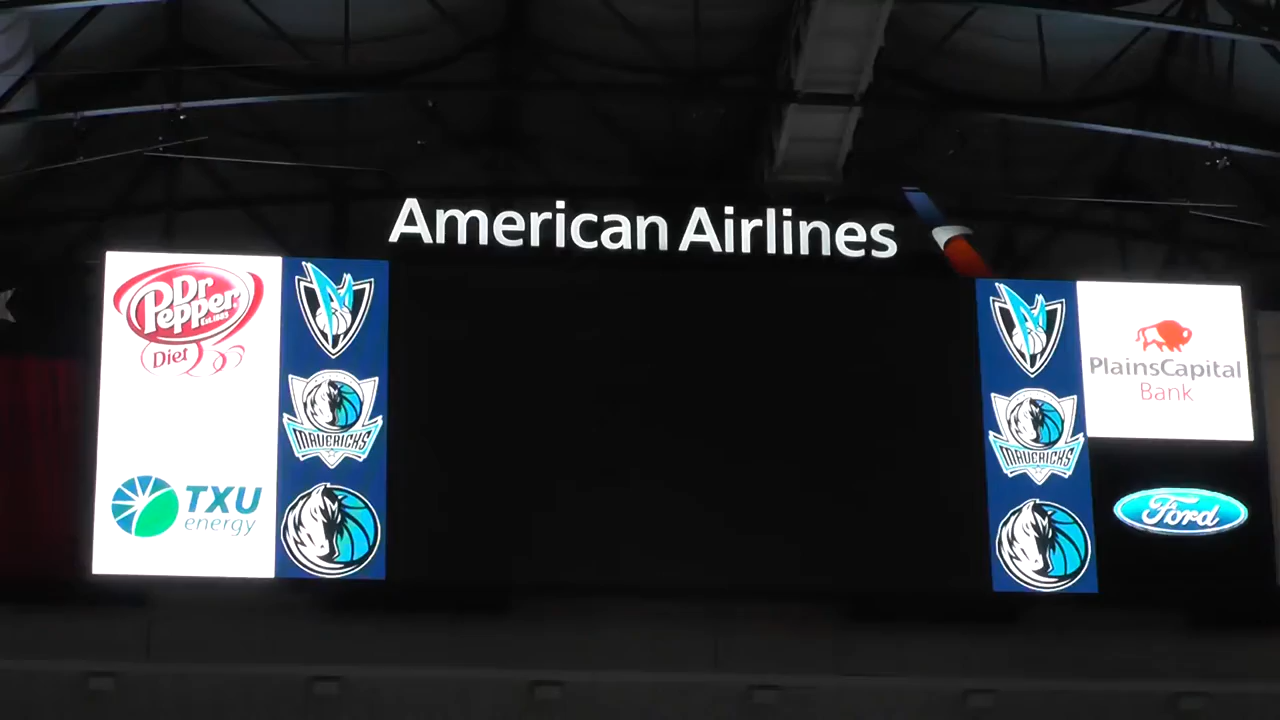 American Airlines
Dr
Pepper
EST. 1885
Diet
TXU
energy
M
MAVERICKS
M
MAVERICKS
PlainsCapital
Bank
Ford